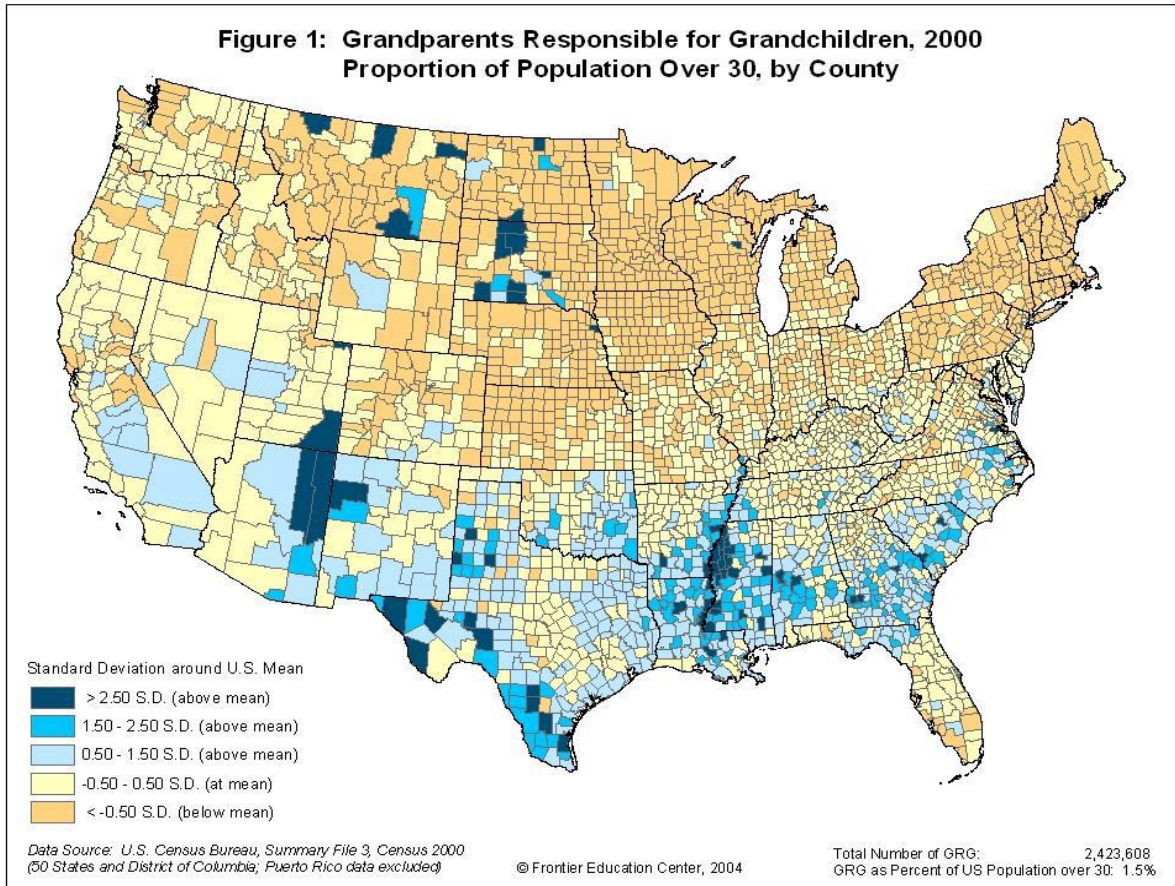 Figure 1: Grandparents Responsible for Grandchildren, 2000
Proportion of Population Over 30, by County
Standard Deviation around U.S. Mean
> 2.50 S.D. (above mean)
1.50 - 2.50 S.D. (above mean)
0.50 - 1.50 S.D. (above mean)
-0.50 - 0.50 S.D. (at mean)
< -0.50 S.D. (below mean)
Data Source: U.S. Census Bureau, Summary File 3, Census 2000
(50 States and District of Columbia; Puerto Rico data excluded)
© Frontier Education Center, 2004
Total Number of GRG: 2,423,608
GRG as Percent of US Population over 30: 1.5%